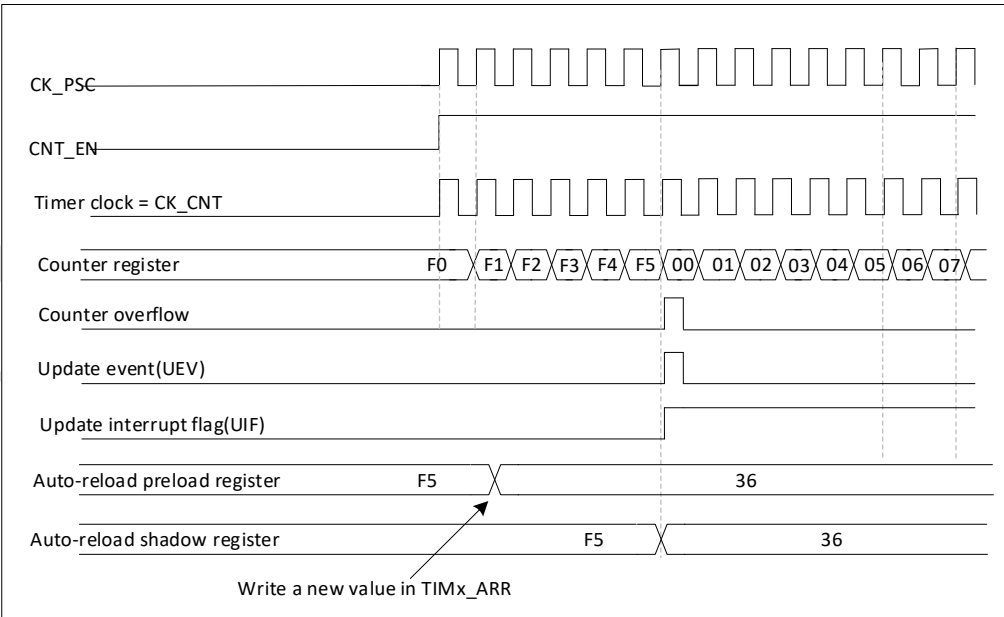 CK_PSC
CNT_EN
Timer clock = CK_CNT
Counter register F0 F1 F2 F3 F4 F5 00 01 02 03 04 05 06 07
Counter overflow
Update event(UEV)
Update interrupt flag(UIF)
Auto-reload preload register F5 36
Auto-reload shadow register F5 36
Write a new value in TIMx_ARR